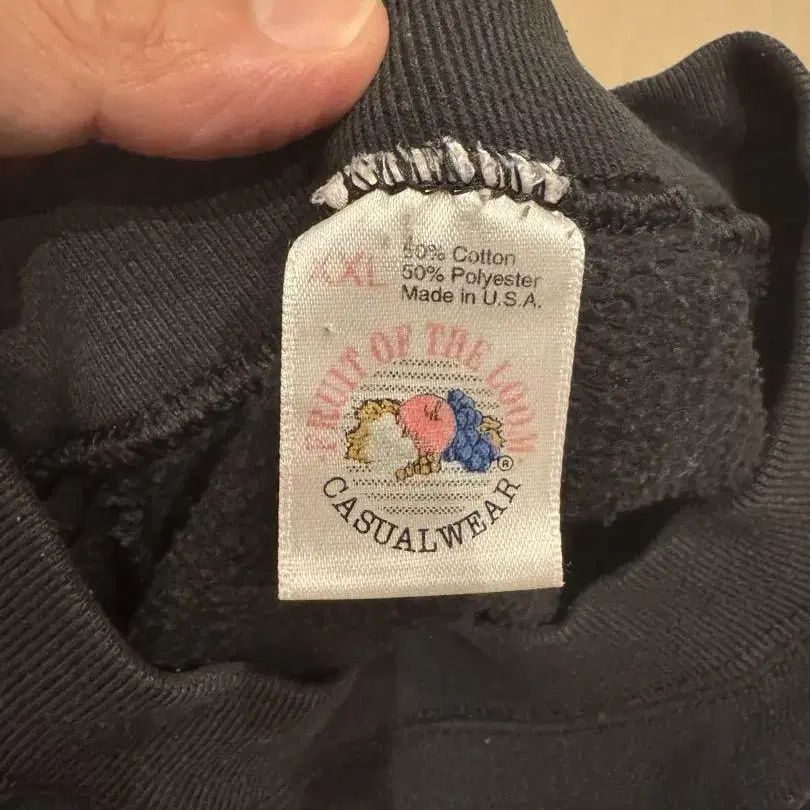 XXL
50% Cotton
50% Polyester
Made in U.S.A.
FRUIT OF THE LOOM
®
CASUALWEAR